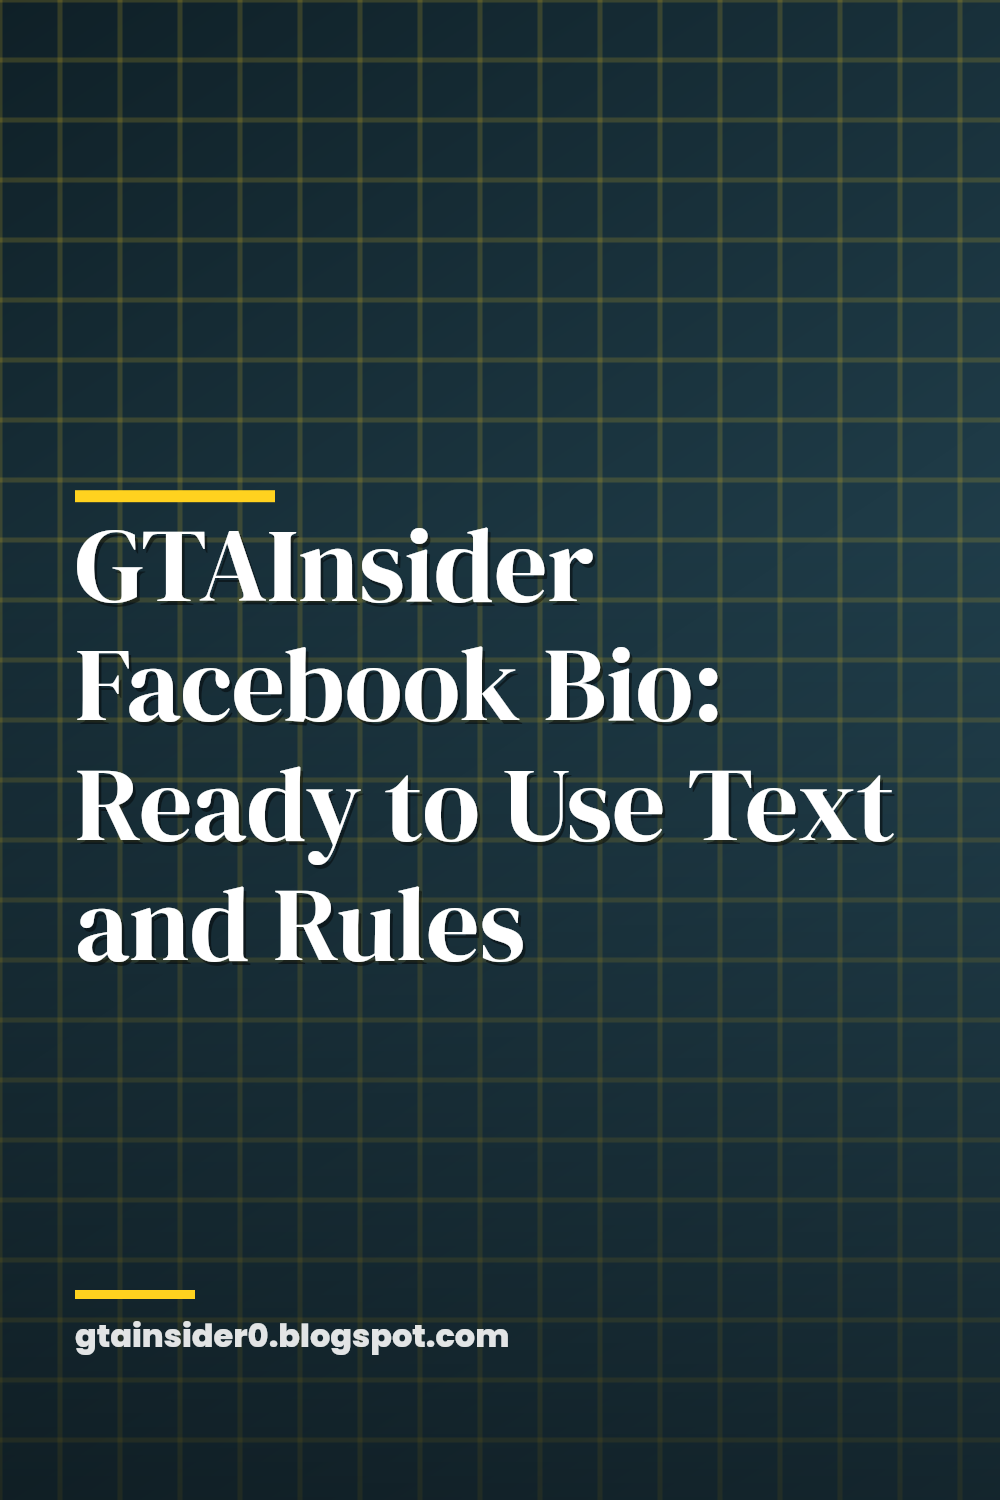 GTAInsider
Facebook Bio:
Ready to Use Text
and Rules
gtainsider0.blogspot.com